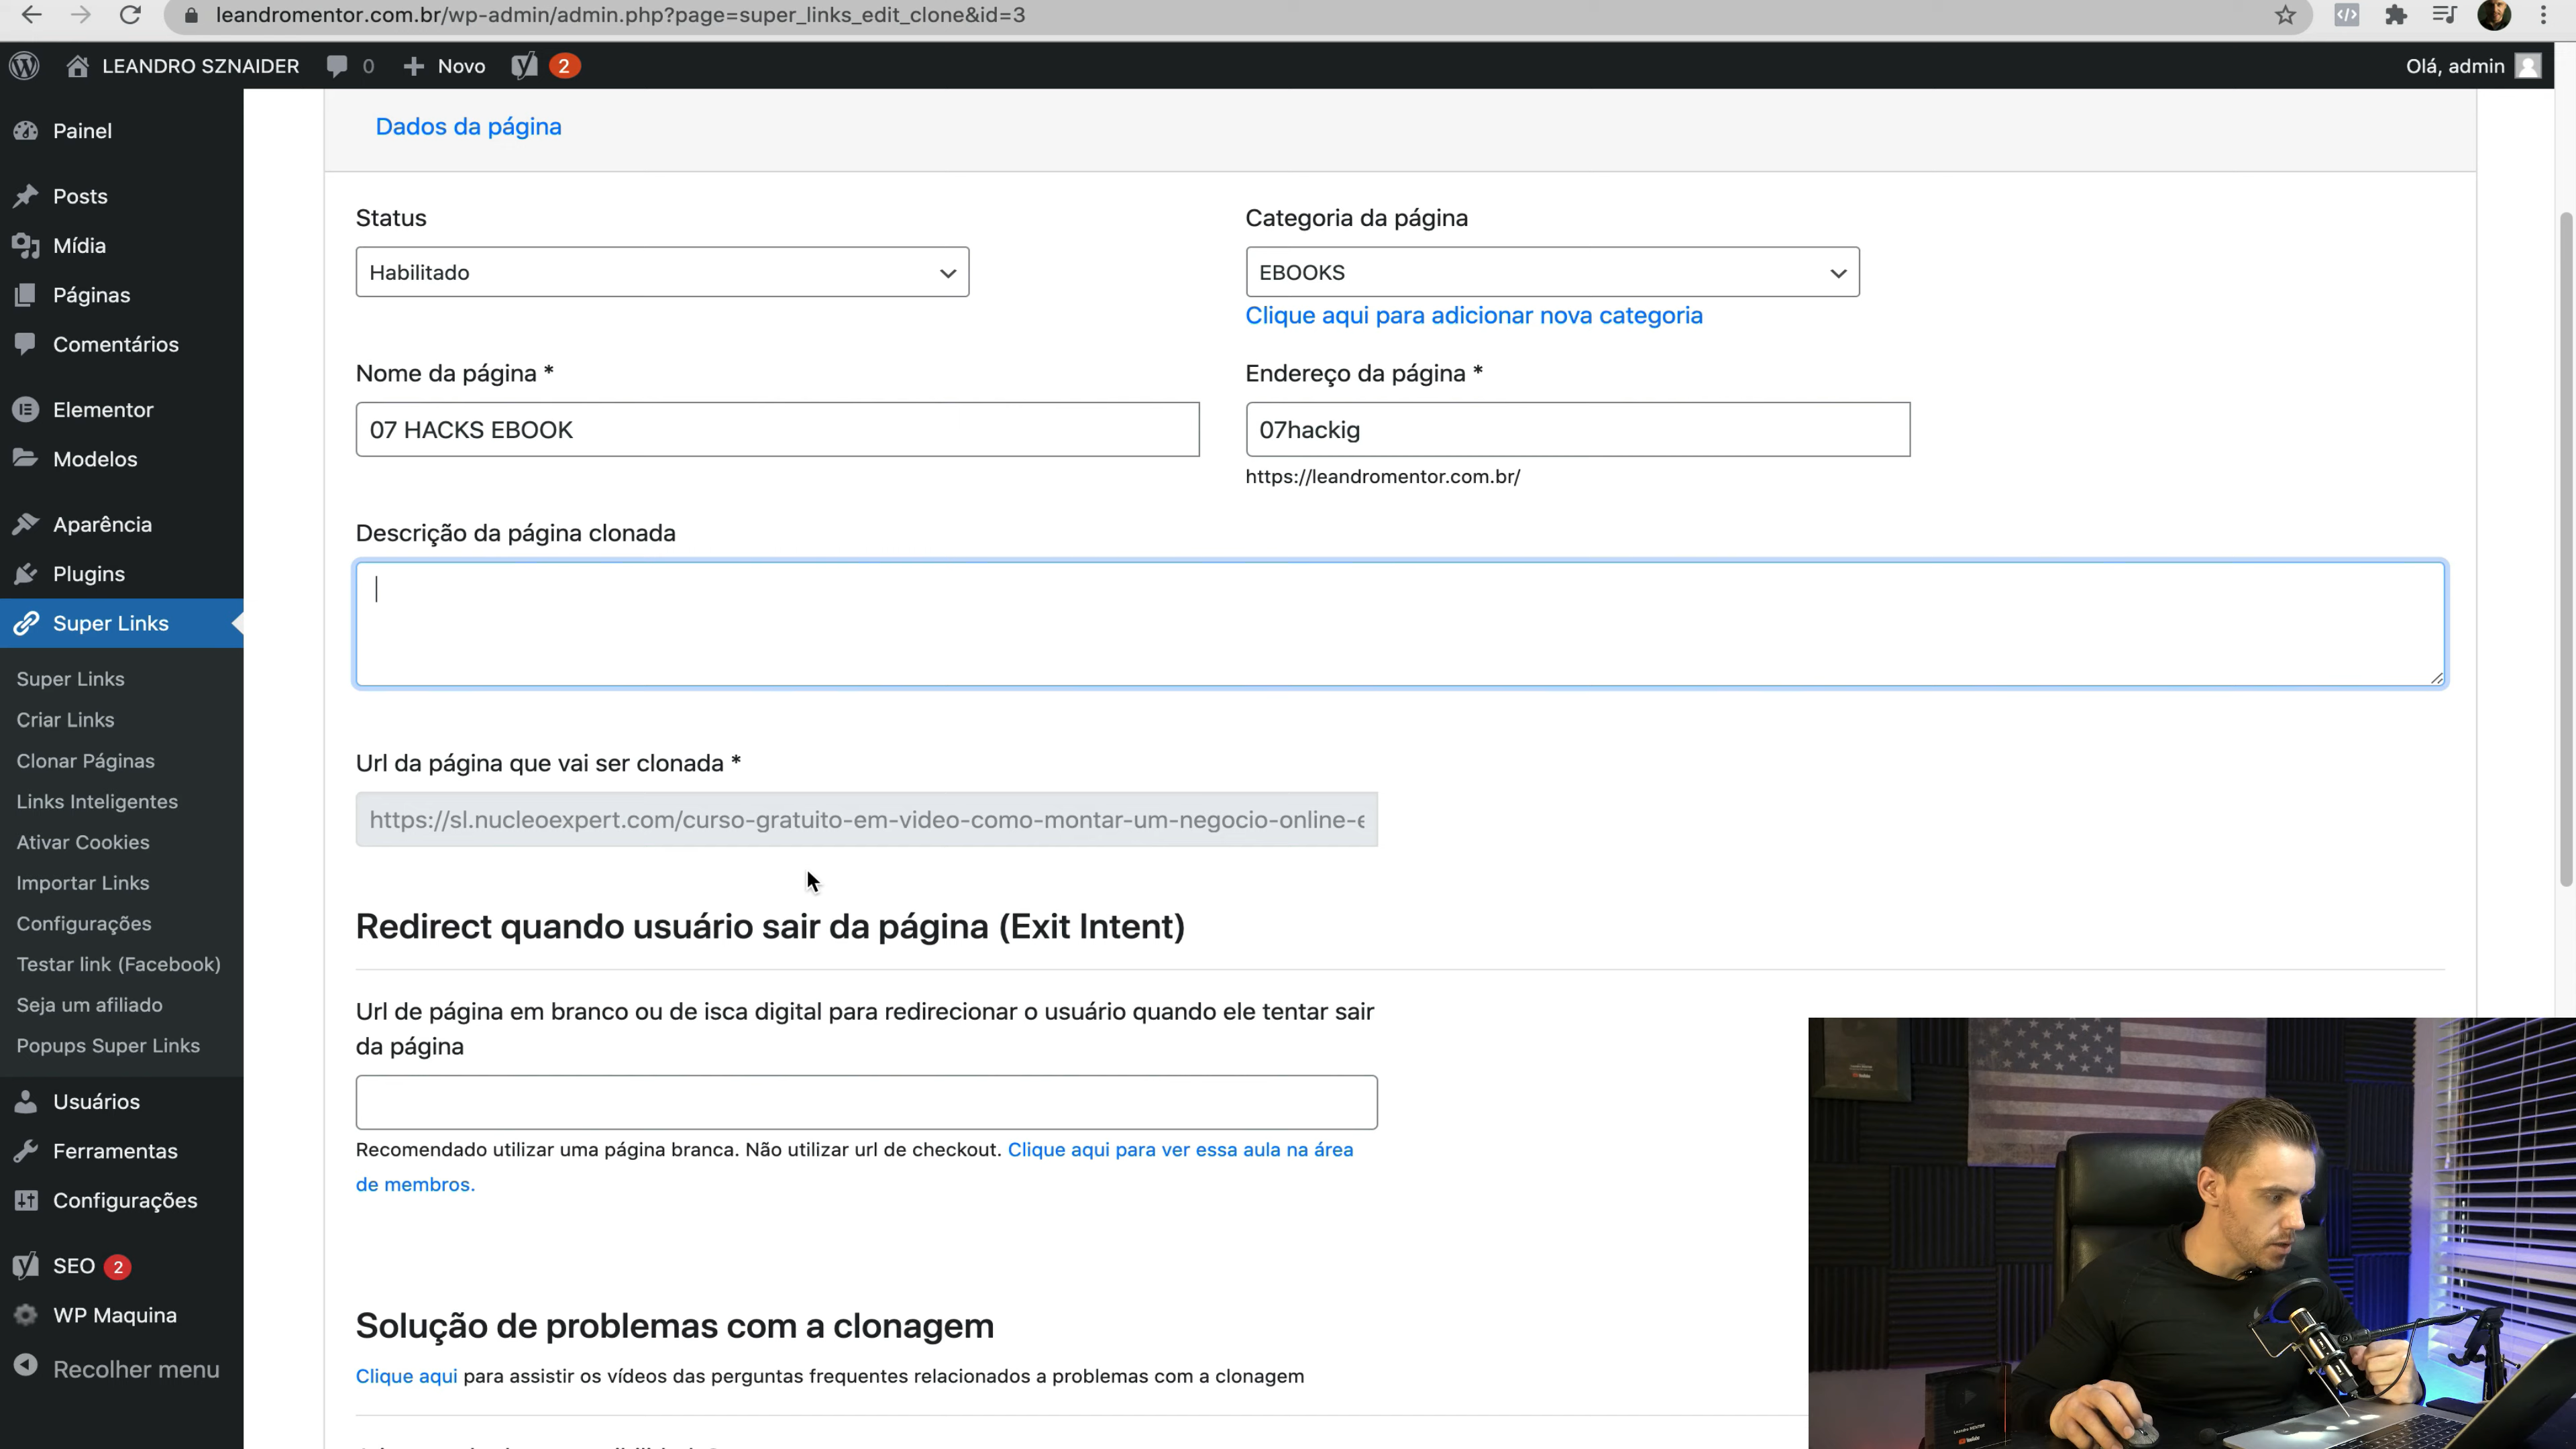 leandromentor.com.br/wp-admin/admin.php?page=super_links_edit_clone&id=3
LEANDRO SZNAIDER
0
Novo
2
Olá, admin
Painel
Posts
Mídia
Páginas
Comentários
Elementor
Modelos
Aparência
Plugins
Super Links
Super Links
Criar Links
Clonar Páginas
Links Inteligentes
Ativar Cookies
Importar Links
Configurações
Testar link (Facebook)
Seja um afiliado
Popups Super Links
Usuários
Ferramentas
Configurações
SEO 2
WP Maquina
Recolher menu
Dados da página
Status
Habilitado
Categoria da página
EBOOKS
Clique aqui para adicionar nova categoria
Nome da página *
07 HACKS EBOOK
Endereço da página *
07hackig
https://leandromentor.com.br/
Descrição da página clonada
Url da página que vai ser clonada *
https://sl.nucleoexpert.com/curso-gratuito-em-video-como-montar-um-negocio-online-e
Redirect quando usuário sair da página (Exit Intent)
Url de página em branco ou de isca digital para redirecionar o usuário quando ele tentar sair
da página
Recomendado utilizar uma página branca. Não utilizar url de checkout. Clique aqui para ver essa aula na área
de membros.
Solução de problemas com a clonagem
Clique aqui para assistir os vídeos das perguntas frequentes relacionados a problemas com a clonagem